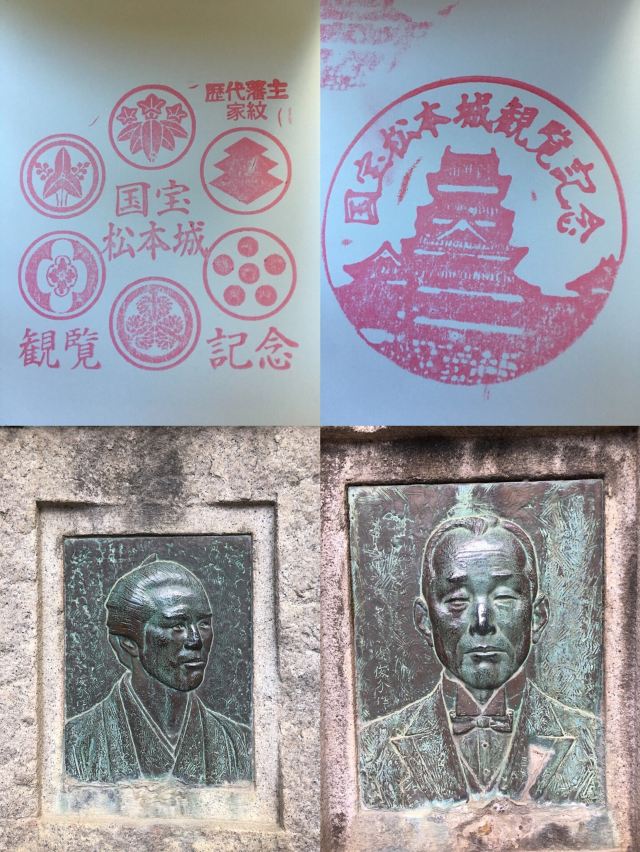 歴代藩主
家紋
国宝
松本城
観覧 記念
国宝松本城観覧記念